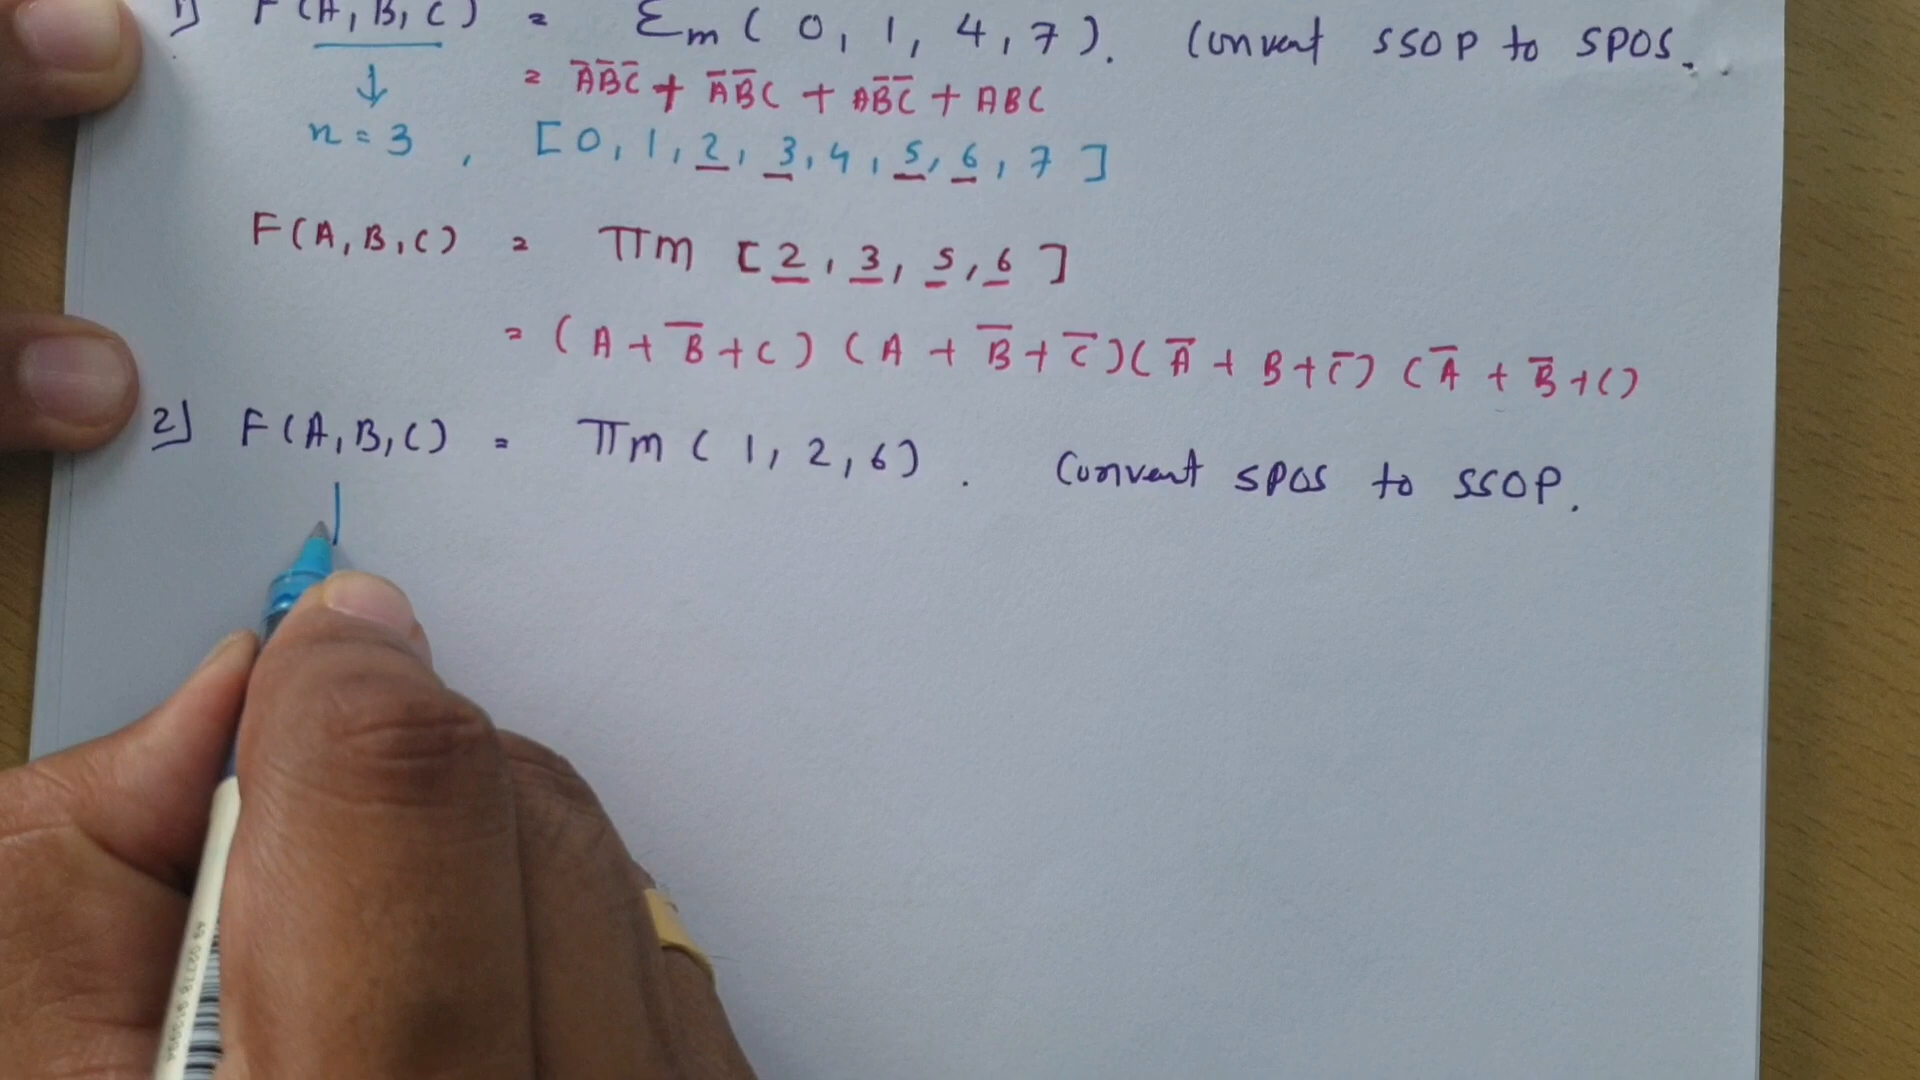 1) F(A, B, C) = Σm ( 0, 1, 4, 7 ). Convert SSOP to SPOS.
= A̅B̅C̅ + A̅B̅C + AB̅C̅ + ABC
↓
n = 3 , [ 0, 1, 2, 3, 4, 5, 6, 7 ]
F(A, B, C) = πM [ 2, 3, 5, 6 ]
= ( A + B̅ + C ) ( A + B̅ + C̅ ) ( A̅ + B + C̅ ) ( A̅ + B̅ + C )
2) F(A, B, C) = πM ( 1, 2, 6 ) . Convert SPOS to SSOP.